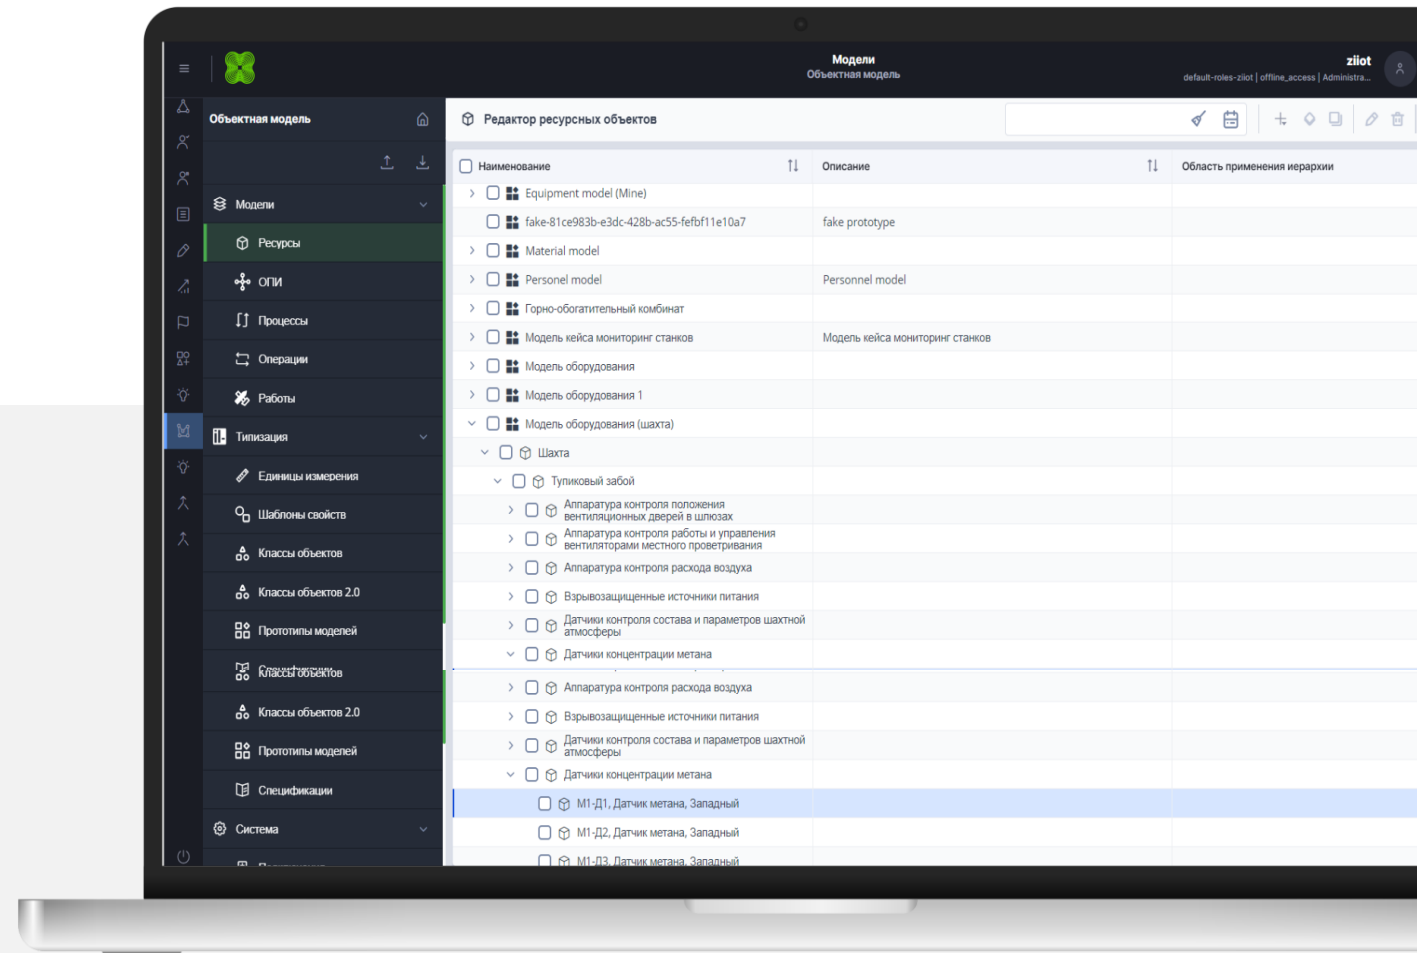 Модели
Объектная модель
ziiot
default-roles-ziiot | offline_access | Administra...
Объектная модель
Модели
Ресурсы
ОПИ
Процессы
Операции
Работы
Типизация
Единицы измерения
Шаблоны свойств
Классы объектов
Классы объектов 2.0
Прототипы моделей
Классы объектов
Классы объектов 2.0
Прототипы моделей
Спецификации
Система
Редактор ресурсных объектов
Наименование
Описание
Область применения иерархии
Equipment model (Mine)
fake-81ce983b-e3dc-428b-ac55-fefbf11e10a7
fake prototype
Material model
Personel model
Personnel model
Горно-обогатительный комбинат
Модель кейса мониторинг станков
Модель кейса мониторинг станков
Модель оборудования
Модель оборудования 1
Модель оборудования (шахта)
Шахта
Тупиковый забой
Аппаратура контроля положения
вентиляционных дверей в шлюзах
Аппаратура контроля работы и управления
вентиляторами местного проветривания
Аппаратура контроля расхода воздуха
Взрывозащищенные источники питания
Датчики контроля состава и параметров шахтной
атмосферы
Датчики концентрации метана
Аппаратура контроля расхода воздуха
Взрывозащищенные источники питания
Датчики контроля состава и параметров шахтной
атмосферы
Датчики концентрации метана
М1-Д1, Датчик метана, Западный
М1-Д2, Датчик метана, Западный
М1-Д3, Датчик метана, Западный